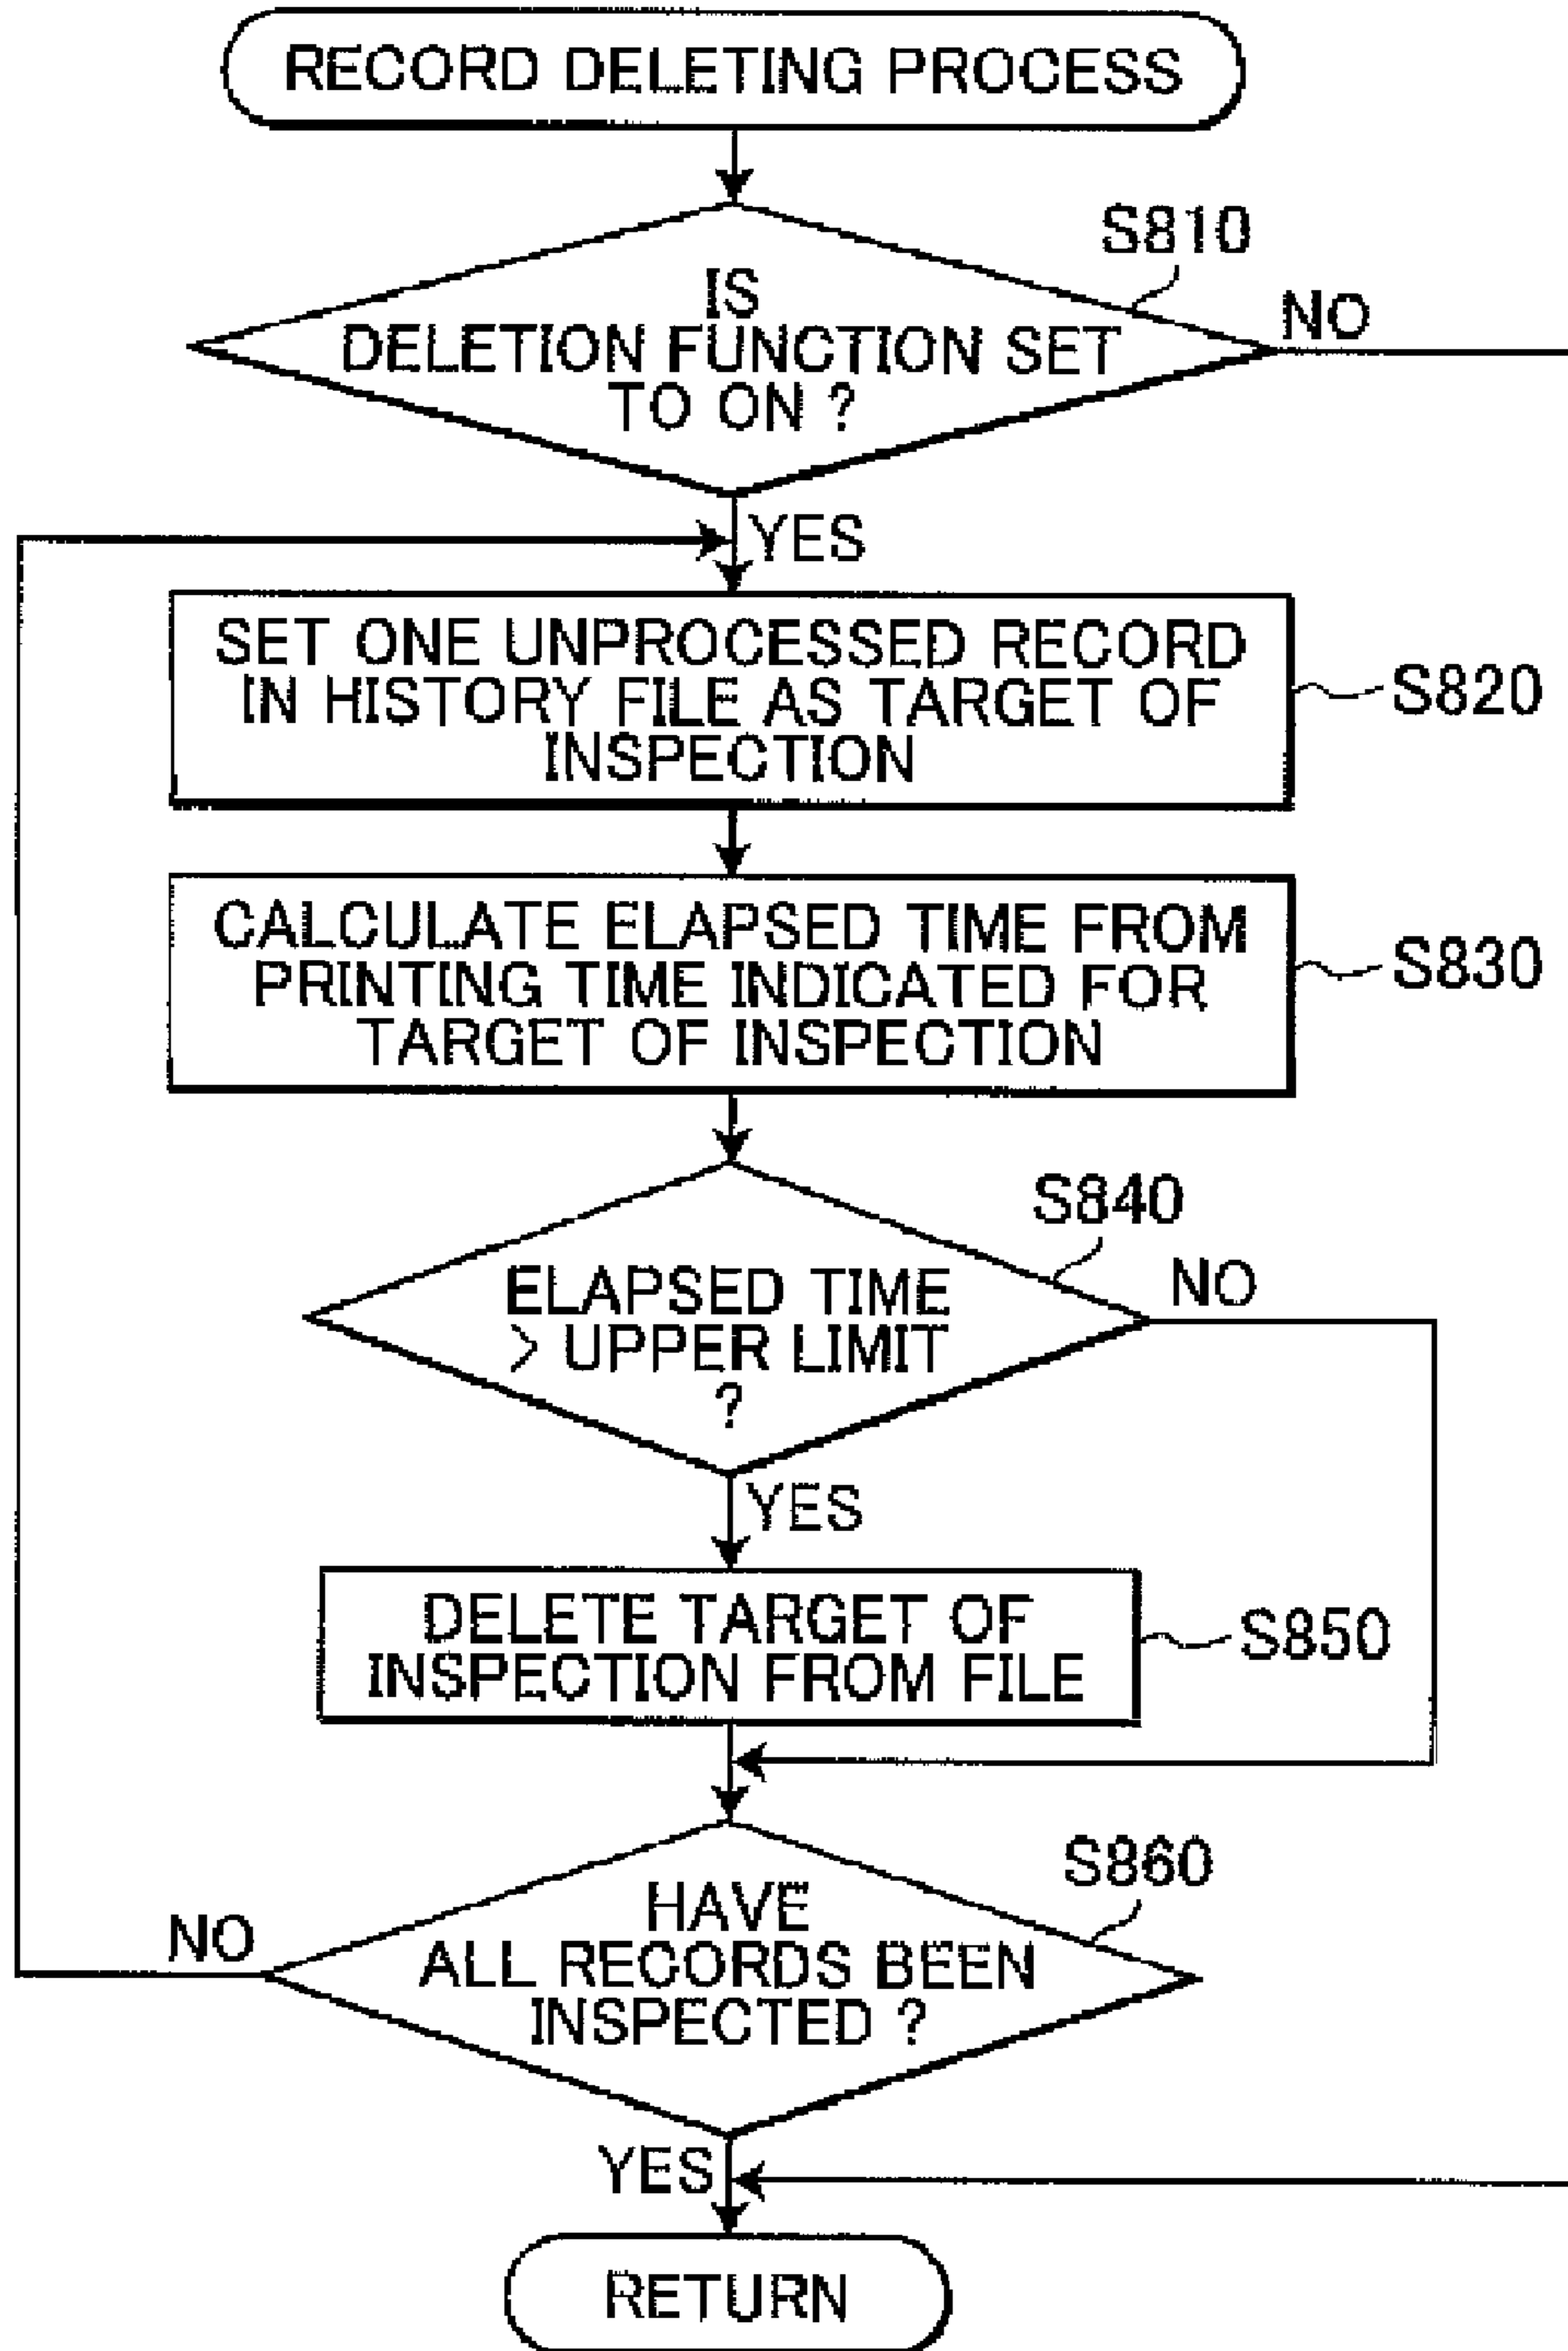 RECORD DELETING PROCESS
S810
IS
DELETION FUNCTION SET
TO ON ?
NO
YES
SET ONE UNPROCESSED RECORD
IN HISTORY FILE AS TARGET OF
INSPECTION
S820
CALCULATE ELAPSED TIME FROM
PRINTING TIME INDICATED FOR
TARGET OF INSPECTION
S830
S840
ELAPSED TIME
> UPPER LIMIT
?
NO
YES
DELETE TARGET OF
INSPECTION FROM FILE
S850
S860
HAVE
ALL RECORDS BEEN
INSPECTED ?
NO
YES
RETURN